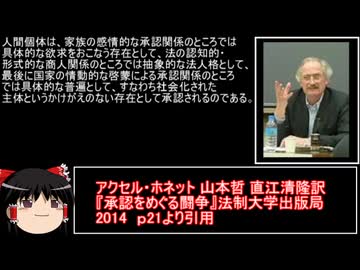 人間個体は、家族の感情的な承認関係のところでは
具体的な欲求をおこなう存在として、法の認知的・
形式的な商人関係のところでは抽象的な法人格として、
最後に国家の情動的な啓蒙による承認関係のところ
では具体的な普遍として、すなわち社会化された
主体というかけがえのない存在として承認されるのである。
アクセル・ホネット 山本啓 直江清隆訳
『承認をめぐる闘争』法制大学出版局
2014 p21より引用